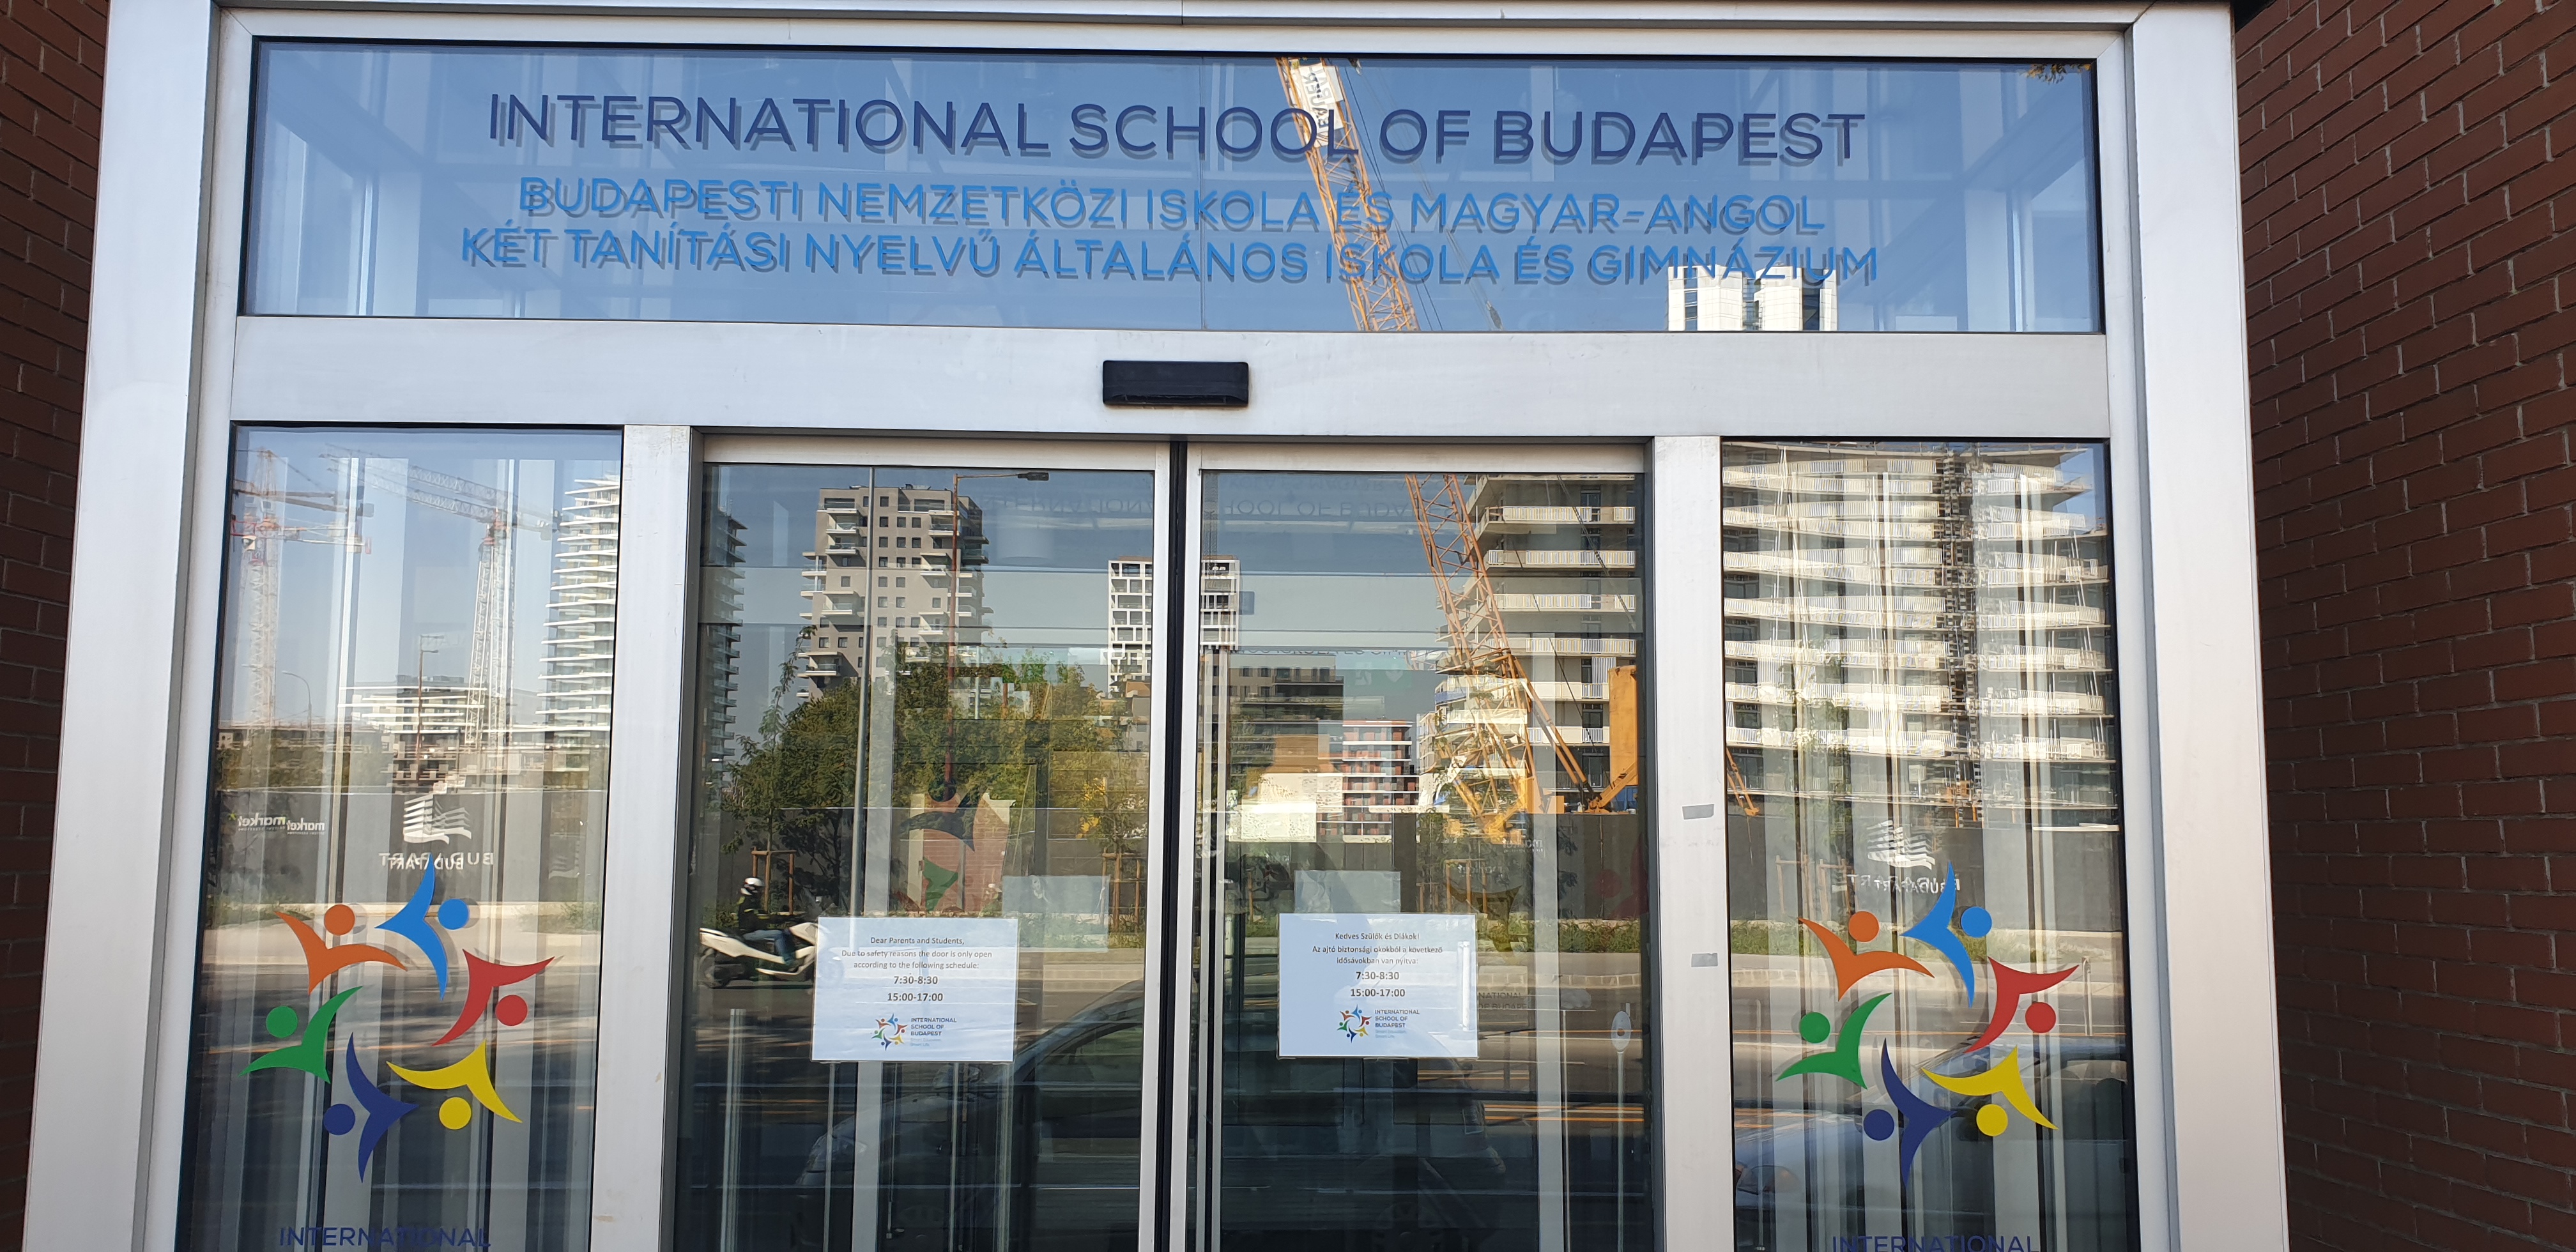 INTERNATIONAL SCHOOL OF BUDAPEST
BUDAPESTI NEMZETKÖZI ISKOLA ÉS MAGYAR-ANGOL
KÉT TANÍTÁSI NYELVŰ ÁLTALÁNOS ISKOLA ÉS GIMNÁZIUM
market
BUDAPART
Dear Parents and Students,
Due to safety reasons the door is only open
according to the following schedule:
7:30-8:30
15:00-17:00
INTERNATIONAL
SCHOOL OF
BUDAPEST
Kedves Szülők és Diákok!
Az ajtó biztonsági okokból a következő
idősávokban van nyitva:
7:30-8:30
15:00-17:00
INTERNATIONAL
SCHOOL OF
BUDAPEST
BUDAPART
INTERNATIONAL
INTERNATIONAL